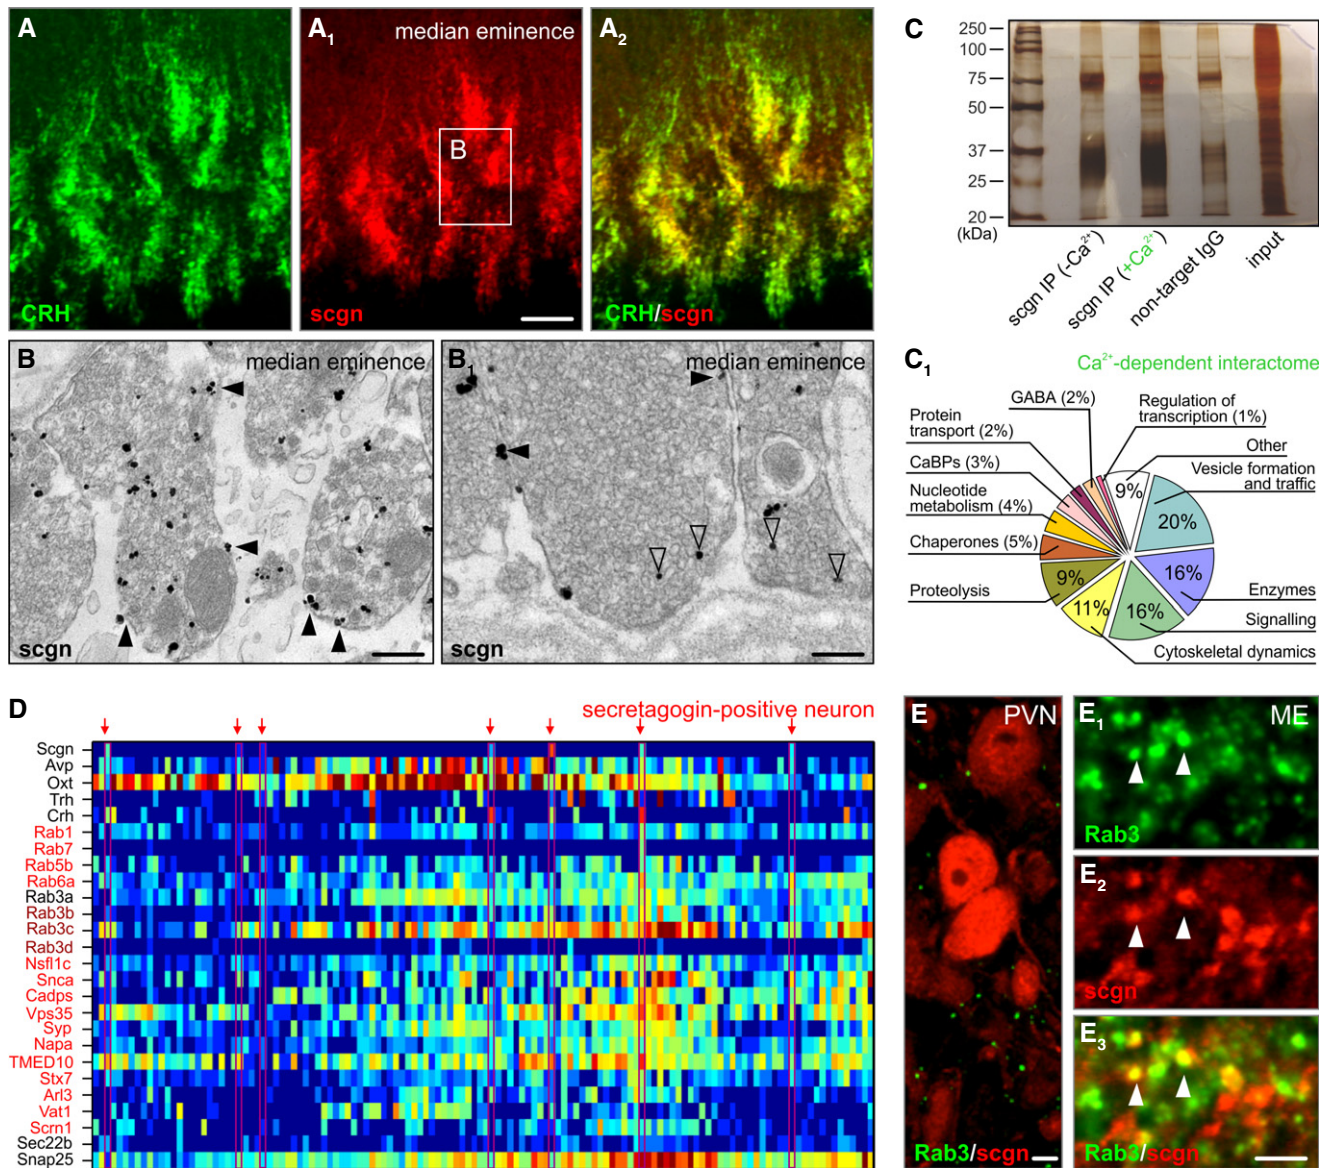 A
CRH
A1
median eminence
B
scgn
A2
CRH/scgn
B
median eminence
scgn
B1
median eminence
scgn
C
250
100
75
50
37
25
20
(kDa)
scgn IP (-Ca2+)
scgn IP (+Ca2+)
non-target IgG
input
C1
Ca2+-dependent interactome
GABA (2%)
Regulation of
transcription (1%)
Protein
transport (2%)
Other
9%
CaBPs (3%)
Vesicle formation
and traffic
20%
Nucleotide
metabolism (4%)
Chaperones (5%)
Proteolysis
9%
16%
Enzymes
11%
16%
Signalling
Cytoskeletal dynamics
D
secretagogin-positive neuron
Scgn
Avp
Oxt
Trh
Crh
Rab1
Rab7
Rab5b
Rab6a
Rab3a
Rab3b
Rab3c
Rab3d
Nsfl1c
Snca
Cadps
Vps35
Syp
Napa
TMED10
Stx7
Arl3
Vat1
Scrn1
Sec22b
Snap25
E
PVN
Rab3/scgn
E1
ME
Rab3
E2
scgn
E3
Rab3/scgn